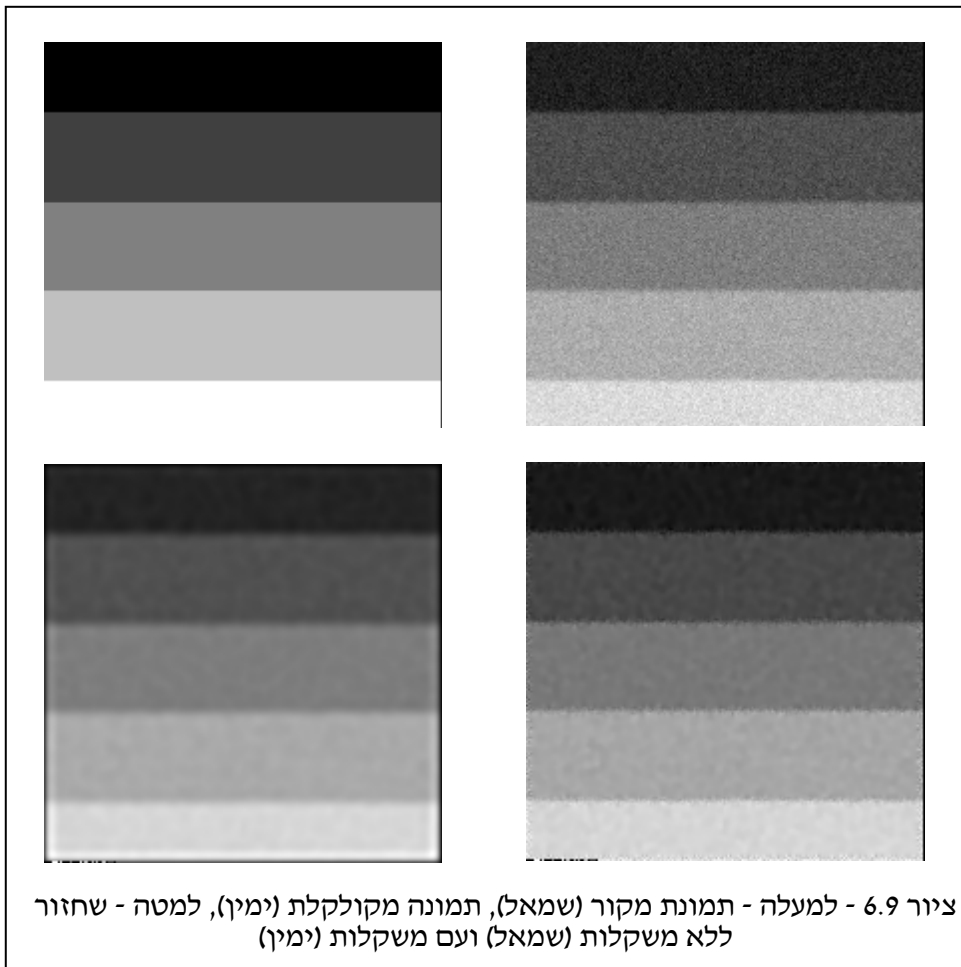 ציור 6.9 - למעלה - תמונת מקור (שמאל), תמונה מקולקלת (ימין), למטה - שחזור
ללא משקלות (שמאל) ועם משקלות (ימין)